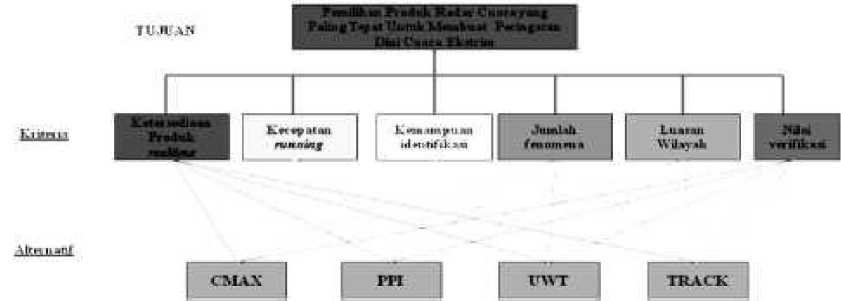 TUJUAN
Pemilihan Produk Radar Cuaca yang
Paling Tepat Untuk Membuat Peringatan
Dini Cuaca Ekstrim
Kriteria
Ketersediaan
Produk
realtime
Kecepatan
running
Kemampuan
identifikasi
Jumlah
fenomena
Luasan
Wilayah
Nilai
verifikasi
Alternatif
CMAX
PPI
UWT
TRACK